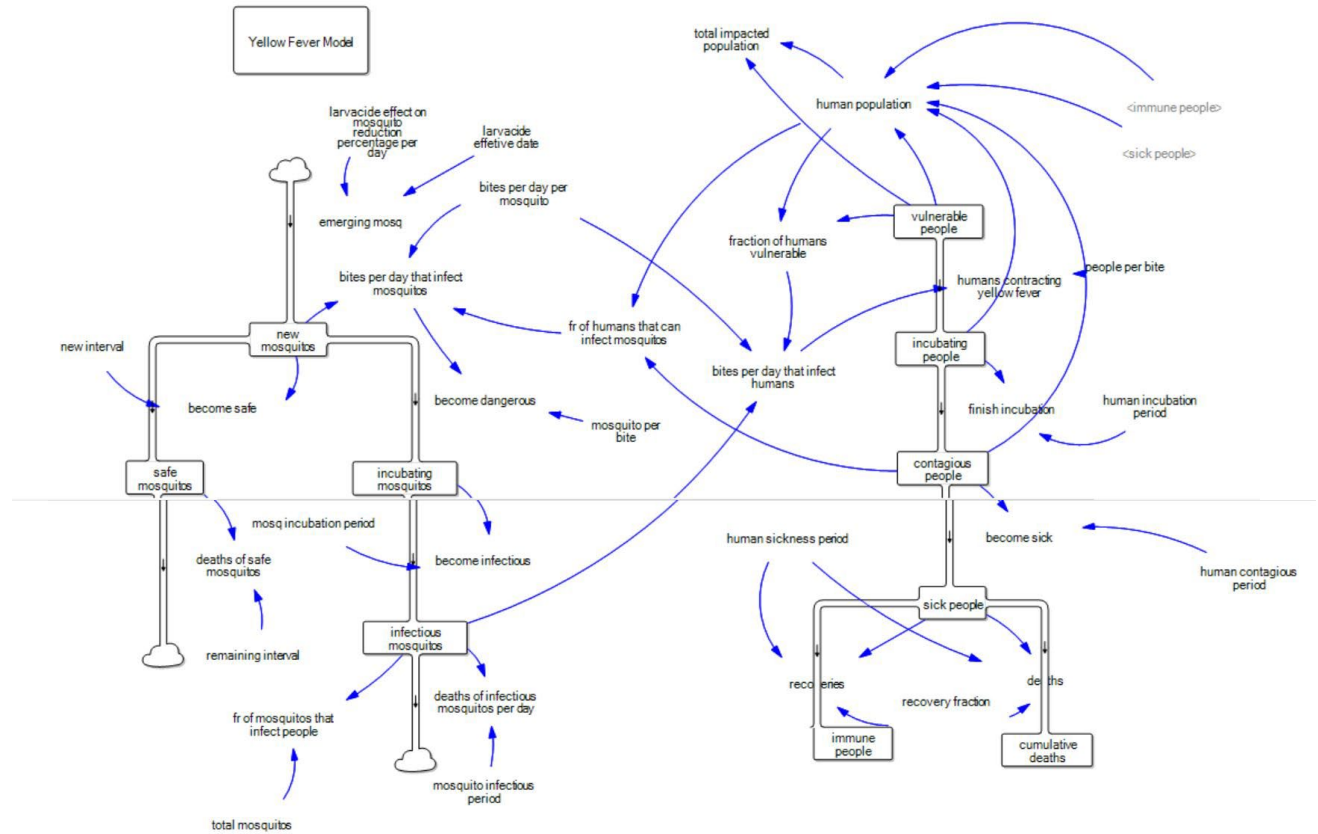 Yellow Fever Model
total impacted
population
human population
<immune people>
<sick people>
larvacide effect on
mosquito
reduction
percentage per
day
larvacide
effetive date
bites per day per
mosquito
emerging mosq
vulnerable
people
fraction of humans
vulnerable
bites per day that infect
mosquitos
humans contracting
yellow fever
people per bite
new
mosquitos
fr of humans that can
infect mosquitos
incubating
people
new interval
bites per day that infect
humans
become safe
become dangerous
mosquito per
bite
finish incubation
human incubation
period
safe
mosquitos
incubating
mosquitos
contagious
people
mosq incubation period
human sickness period
become sick
deaths of safe
mosquitos
become infectious
human contagious
period
sick people
infectious
mosquitos
remaining interval
recoveries
deaths
recovery fraction
deaths of infectious
mosquitos per day
fr of mosquitos that
infect people
immune
people
cumulative
deaths
mosquito infectious
period
total mosquitos